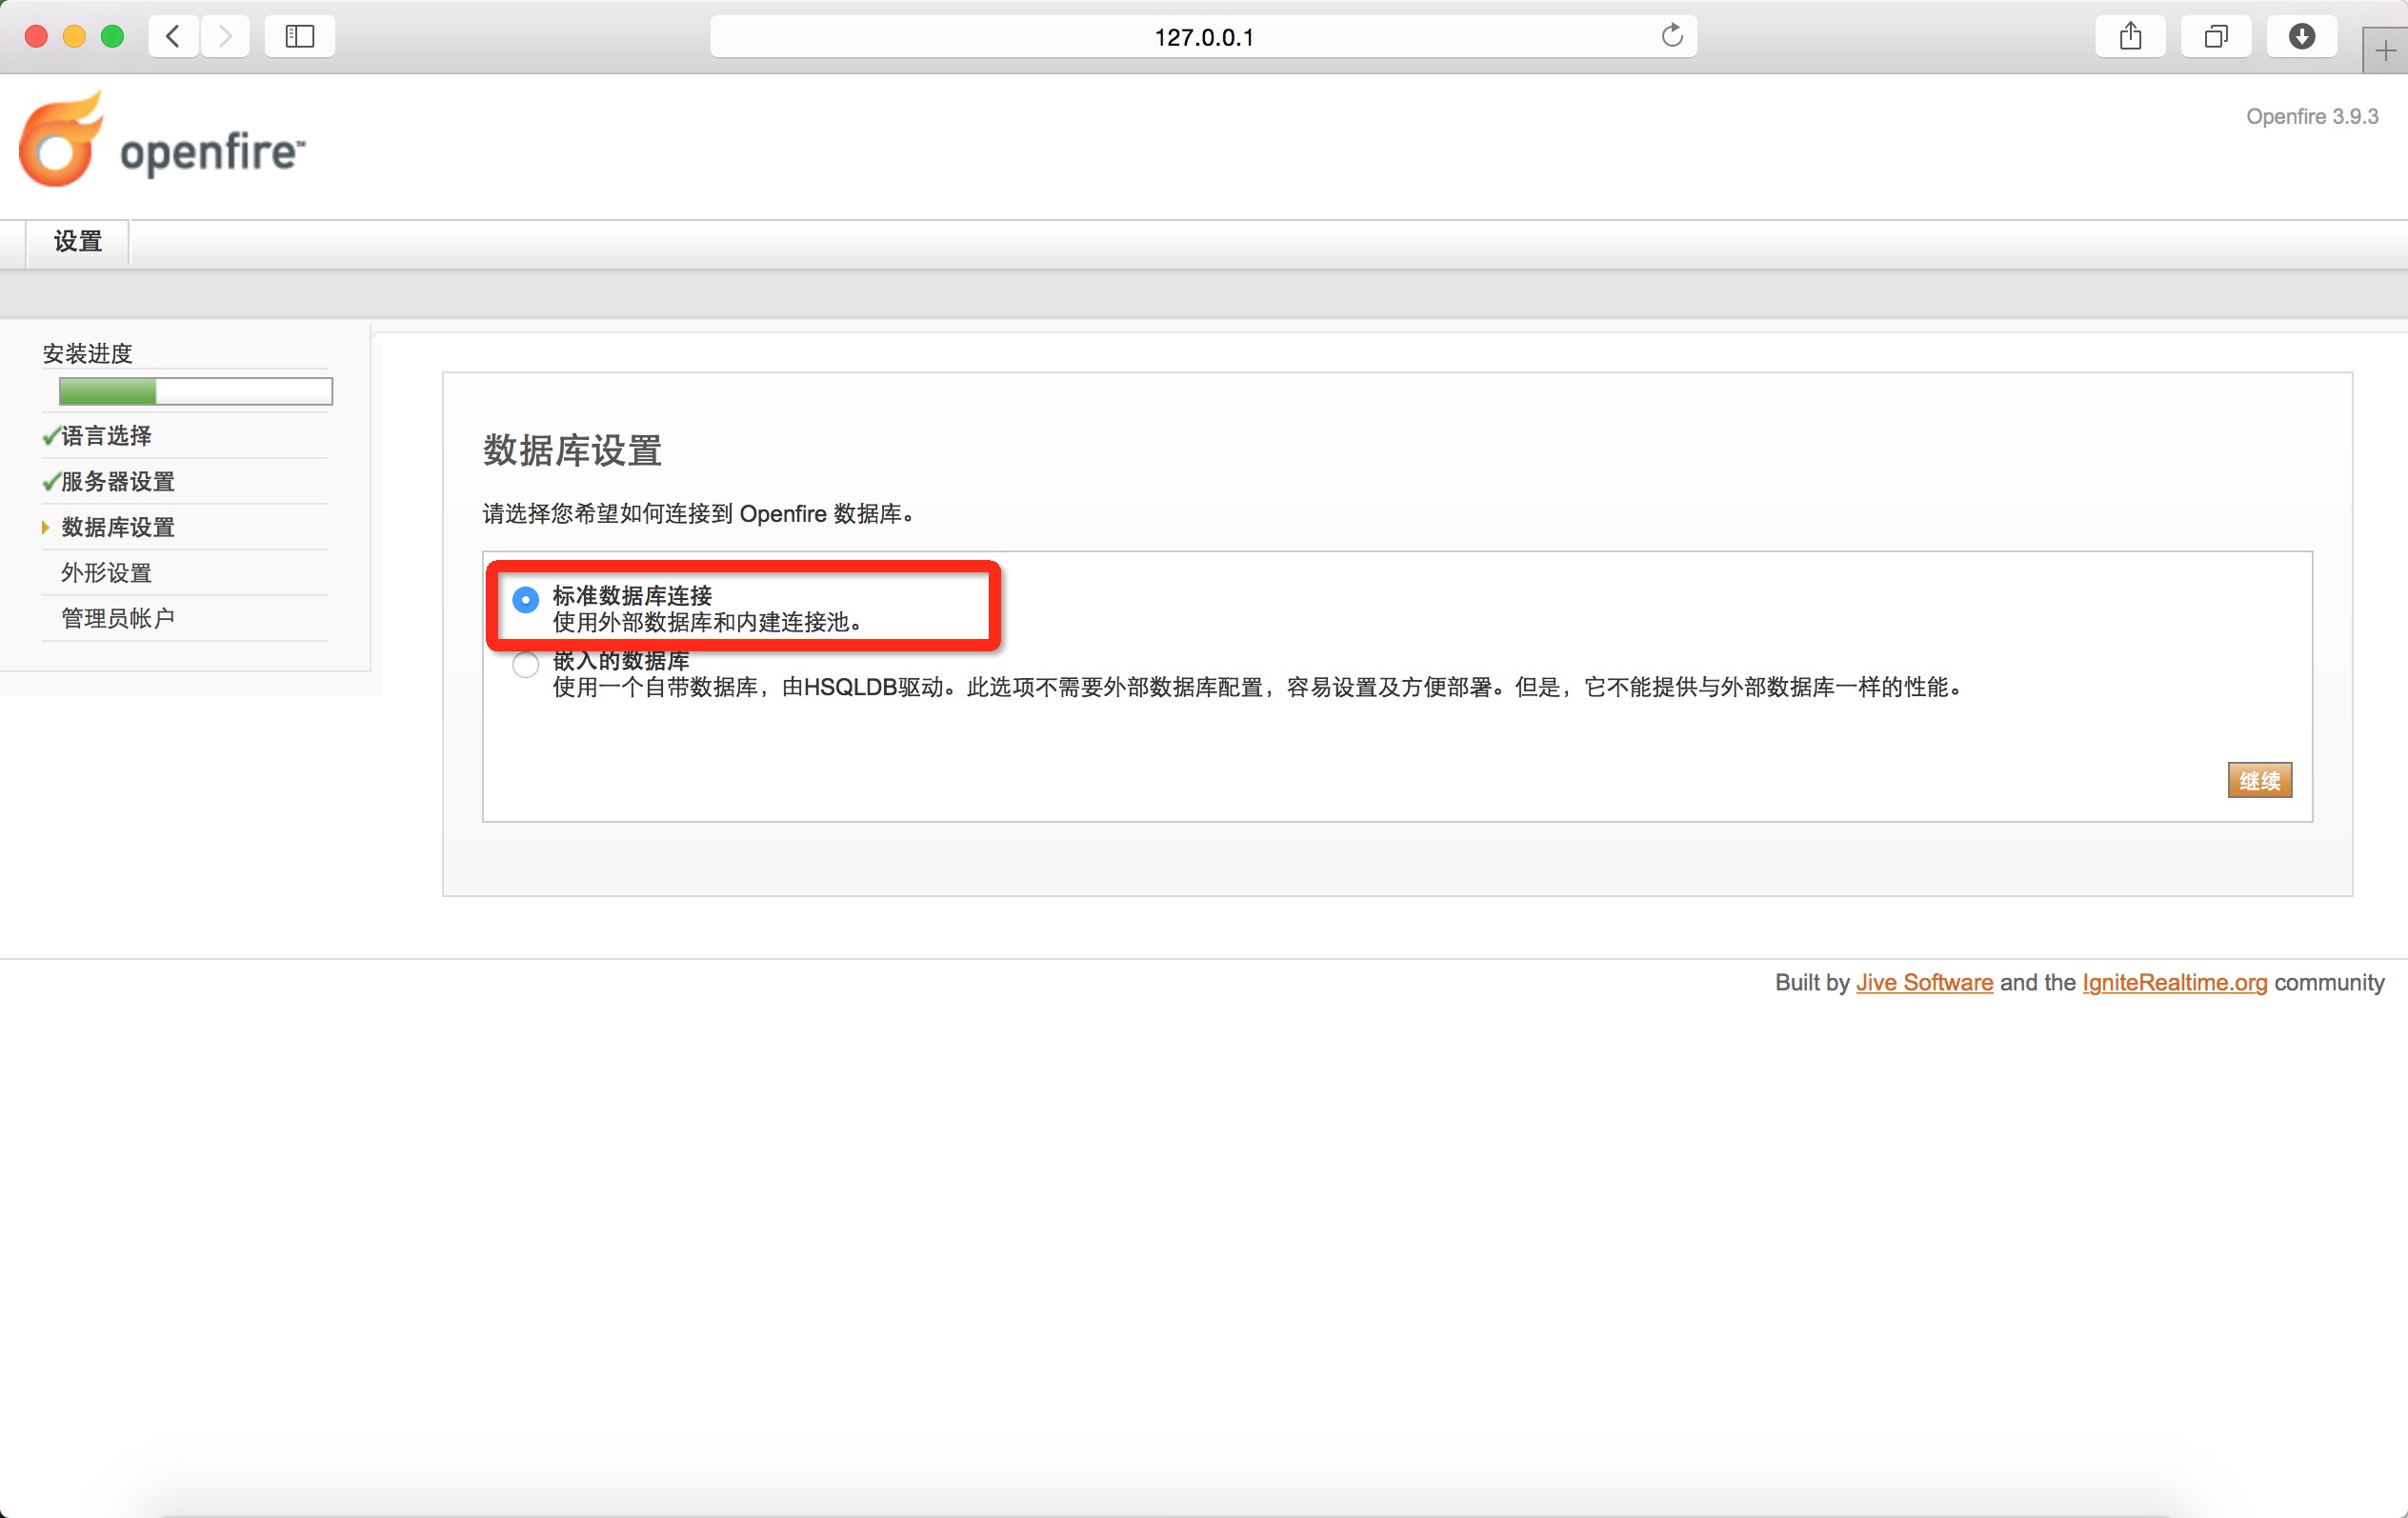 127.0.0.1
openfire™
Openfire 3.9.3
设置
安装进度
语言选择
服务器设置
数据库设置
外形设置
管理员帐户
数据库设置
请选择您希望如何连接到 Openfire 数据库。
标准数据库连接
使用外部数据库和内建连接池。
嵌入的数据库
使用一个自带数据库，由HSQLDB驱动。此选项不需要外部数据库配置，容易设置及方便部署。但是，它不能提供与外部数据库一样的性能。
继续
Built by Jive Software and the IgniteRealtime.org community